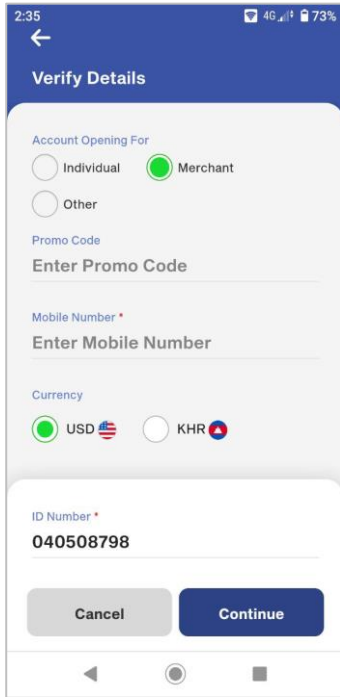 2:35 4G 73%
Verify Details
Account Opening For
Individual Merchant
Other
Promo Code
Enter Promo Code
Mobile Number *
Enter Mobile Number
Currency
USD KHR
ID Number *
040508798
Cancel Continue